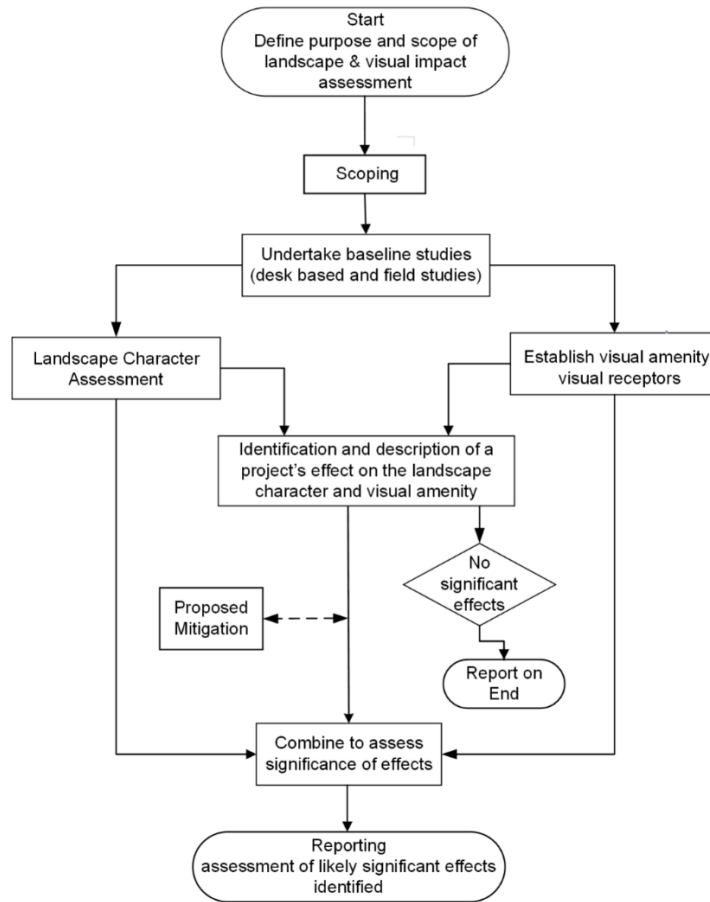 Start
Define purpose and scope of
landscape & visual impact
assessment
Scoping
Undertake baseline studies
(desk based and field studies)
Landscape Character
Assessment
Establish visual amenity
visual receptors
Identification and description of a
project's effect on the landscape
character and visual amenity
No
significant
effects
Proposed
Mitigation
Report on
End
Combine to assess
significance of effects
Reporting
assessment of likely significant effects
identified